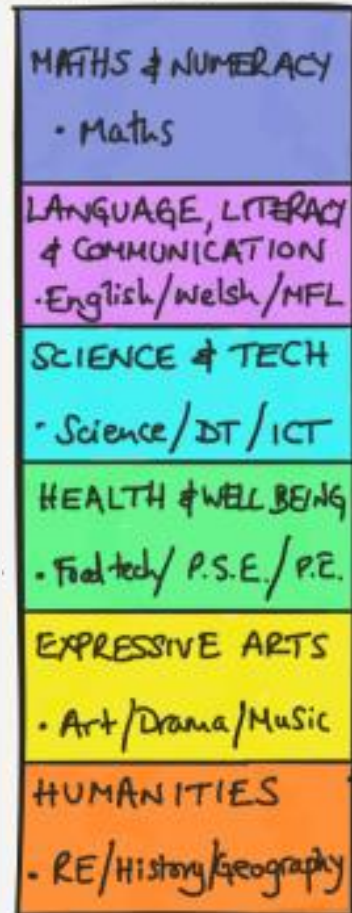 MATHS & NUMERACY
• Maths
LANGUAGE, LITERACY
& COMMUNICATION
• English/Welsh/MFL
SCIENCE & TECH
• Science/DT/ICT
HEALTH & WELL BEING
• Food tech/ P.S.E./P.E.
EXPRESSIVE ARTS
• Art/Drama/Music
HUMANITIES
• RE/History/Geography